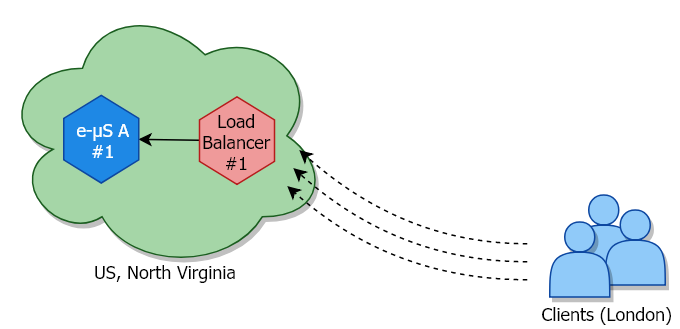 e-µS A
#1
Load
Balancer
#1
US, North Virginia
Clients (London)